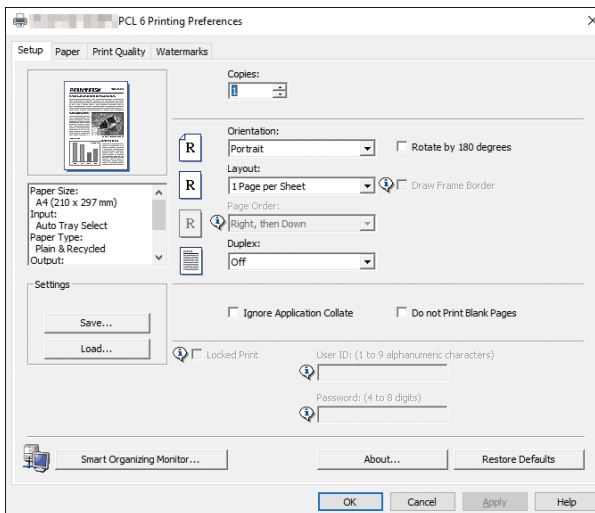 PCL 6 Printing Preferences
Setup Paper Print Quality Watermarks
Copies:
1
Orientation:
Portrait
Rotate by 180 degrees
Layout:
1 Page per Sheet
Draw Frame Border
Page Order:
Right, then Down
Duplex:
Off
Paper Size:
A4 (210 x 297 mm)
Input:
Auto Tray Select
Paper Type:
Plain & Recycled
Output:
Settings
Save...
Load...
Ignore Application Collate
Do not Print Blank Pages
Locked Print
User ID: (1 to 9 alphanumeric characters)
Password: (4 to 8 digits)
Smart Organizing Monitor...
About...
Restore Defaults
OK
Cancel
Apply
Help
R
R
R